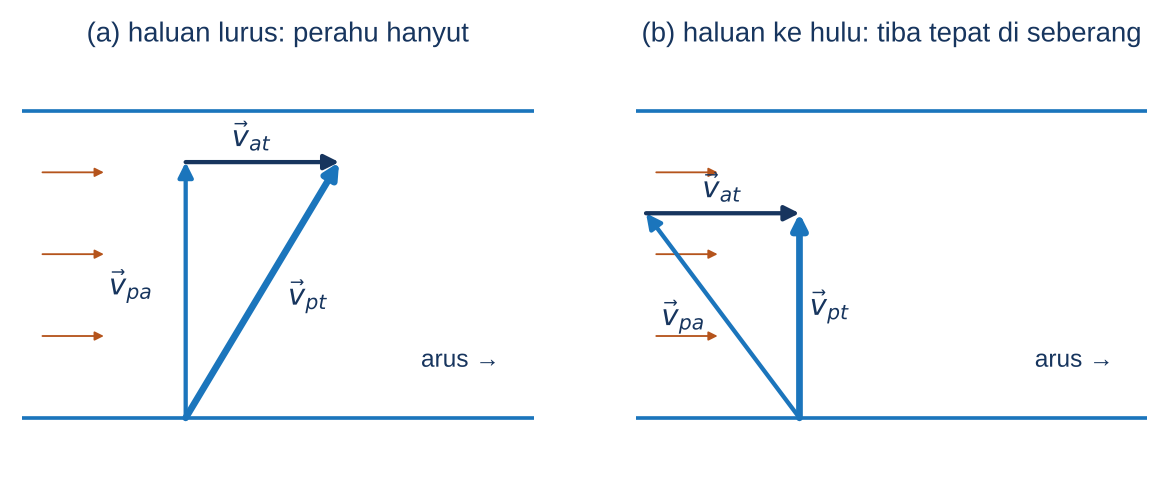 (a) haluan lurus: perahu hanyut
(b) haluan ke hulu: tiba tepat di seberang
v⃗at
v⃗pa
v⃗pt
arus →
v⃗at
v⃗pa
v⃗pt
arus →